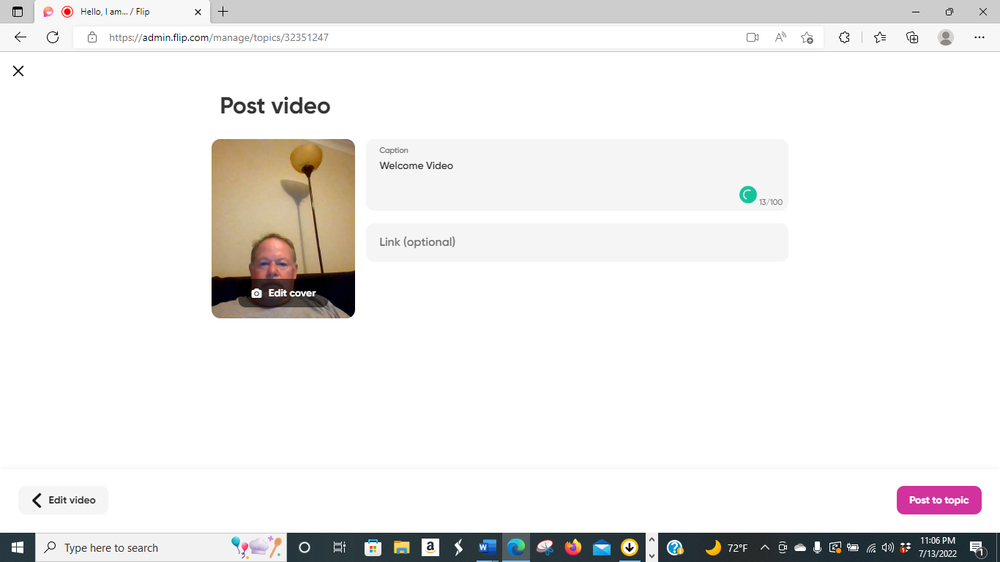 Hello, I am... / Flip
https://admin.flip.com/manage/topics/32351247
Post video
Caption
Welcome Video
13/100
Link (optional)
Edit cover
Edit video
Post to topic
Type here to search
72°F
11:06 PM
7/13/2022
1